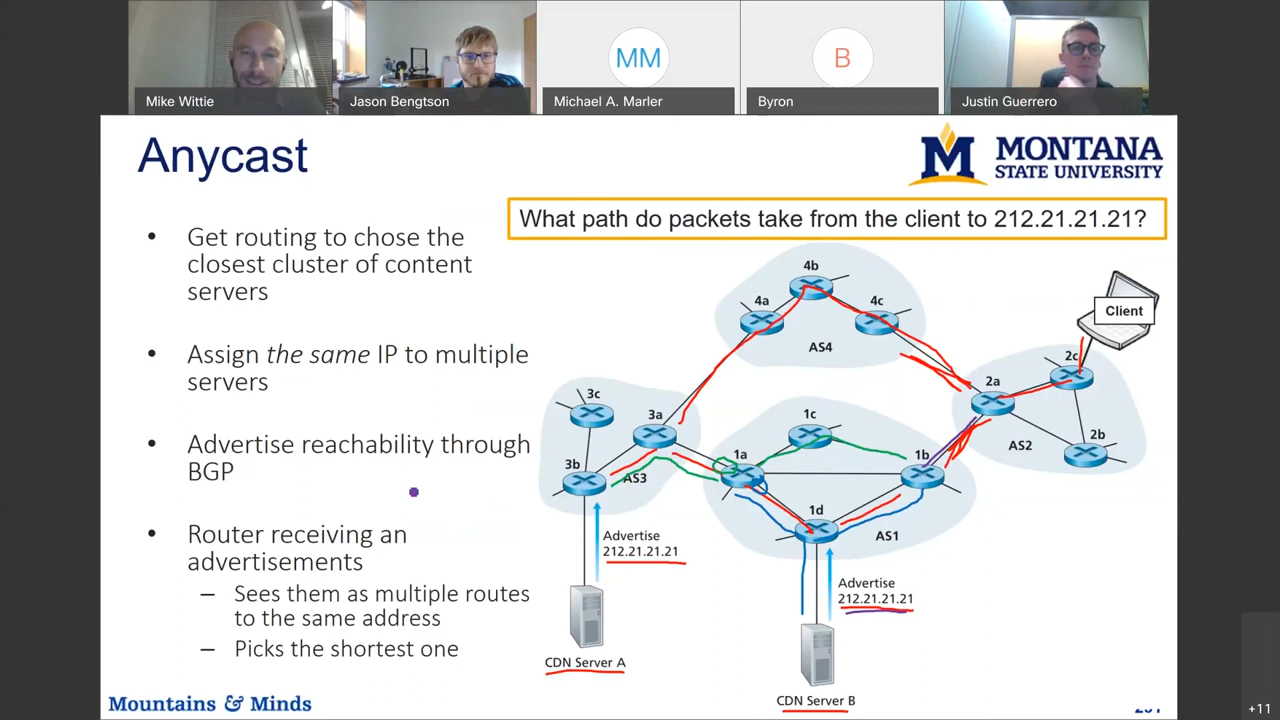 MM
B
Mike Wittie
Jason Bengtson
Michael A. Marler
Byron
Justin Guerrero
Anycast
M MONTANA
STATE UNIVERSITY
What path do packets take from the client to 212.21.21.21?
• Get routing to chose the
closest cluster of content
servers
• Assign the same IP to multiple
servers
• Advertise reachability through
BGP
• Router receiving an
advertisements
– Sees them as multiple routes
to the same address
– Picks the shortest one
4b
4a
4c
AS4
Client
2c
2a
2b
AS2
3c
3a
3b
AS3
1c
1a
1b
1d
AS1
Advertise
212.21.21.21
Advertise
212.21.21.21
CDN Server A
CDN Server B
Mountains & Minds
+11